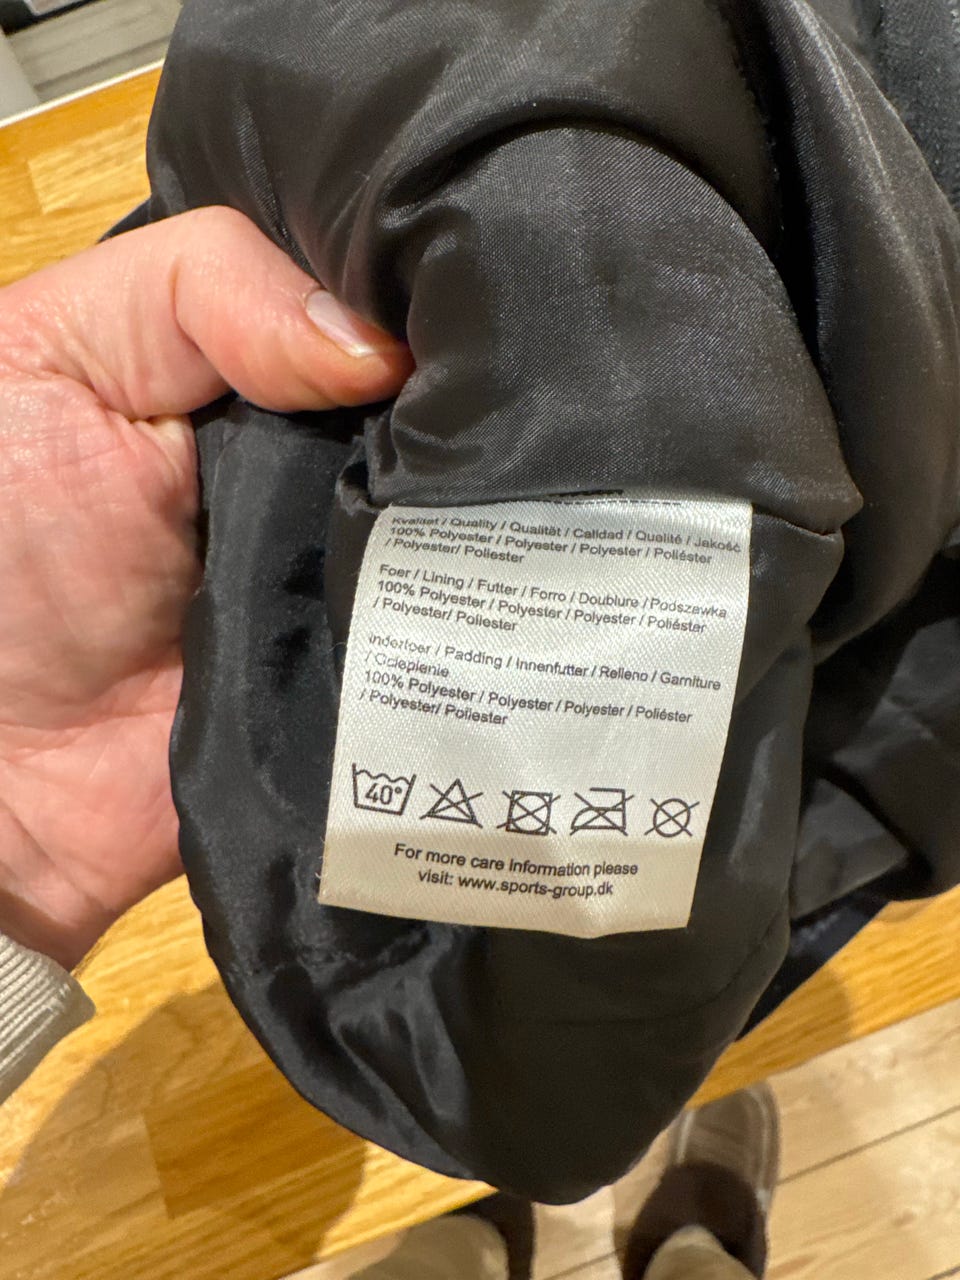 Kvalitet / Quality / Qualität / Calidad / Qualité / Jakość
100% Polyester / Polyester / Polyester / Poliéster
/ Polyester/ Poliester
Foer / Lining / Futter / Forro / Doublure /Podszewka
100% Polyester / Polyester / Polyester / Poliéster
/ Polyester/ Poliester
Inderfoer / Padding / Innenfutter / Relleno / Garniture
/ Ocieplenie
100% Polyester / Polyester / Polyester / Poliéster
/ Polyester/ Poliester
40°
For more care information please
visit: www.sports-group.dk